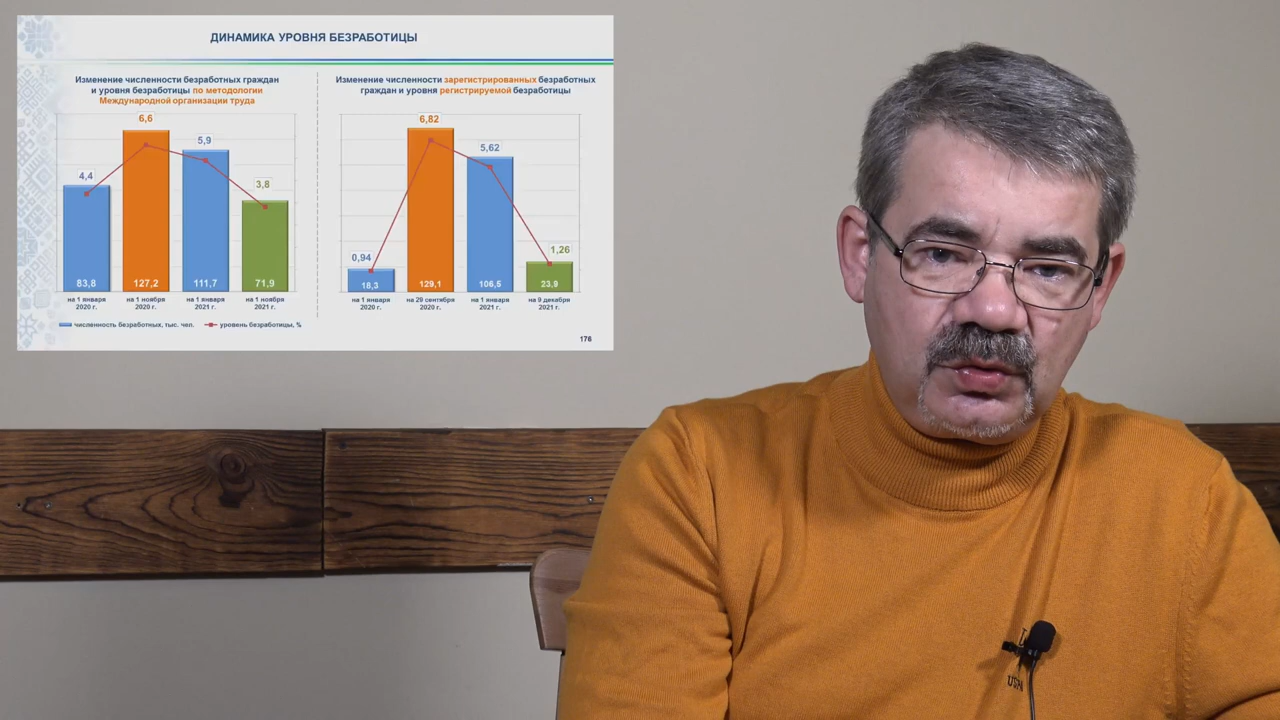 ДИНАМИКА УРОВНЯ БЕЗРАБОТИЦЫ
Изменение численности безработных граждан
и уровня безработицы по методологии
Международной организации труда
6,6
5,9
4,4
3,8
83,8
127,2
111,7
71,9
на 1 января
2020 г.
на 1 ноября
2020 г.
на 1 января
2021 г.
на 1 ноября
2021 г.
численность безработных, тыс. чел.
уровень безработицы, %
Изменение численности зарегистрированных безработных
граждан и уровня регистрируемой безработицы
6,82
5,62
0,94
1,26
18,3
129,1
106,5
23,9
на 1 января
2020 г.
на 29 сентября
2020 г.
на 1 января
2021 г.
на 9 декабря
2021 г.
176